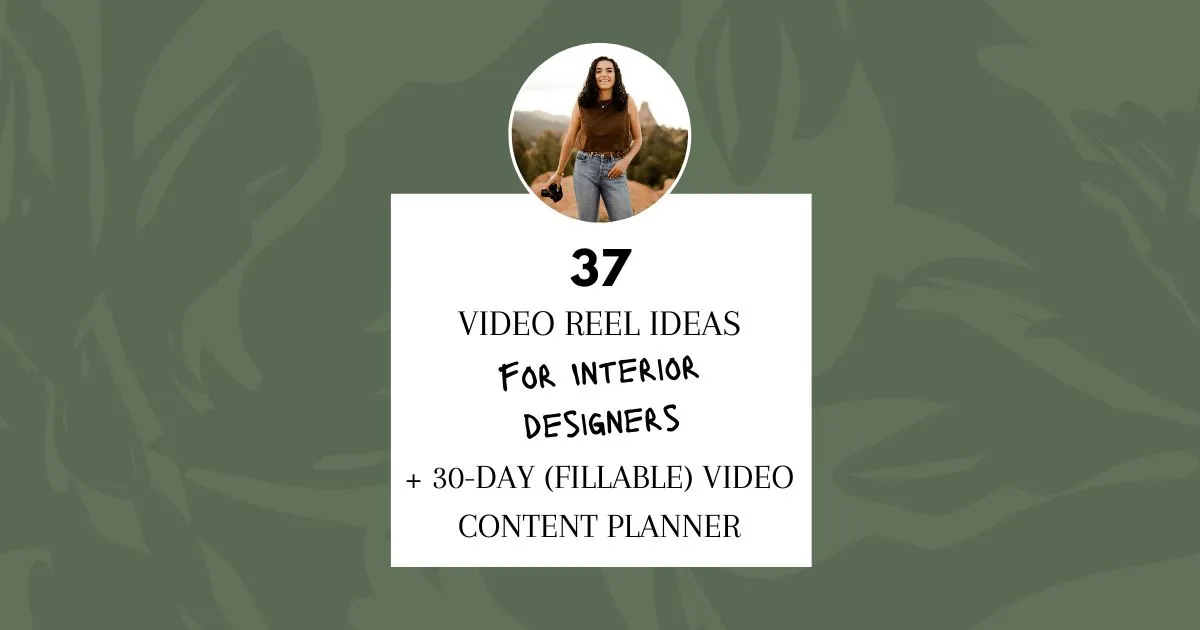 37
VIDEO REEL IDEAS
FOR INTERIOR
DESIGNERS
+ 30-DAY (FILLABLE) VIDEO
CONTENT PLANNER